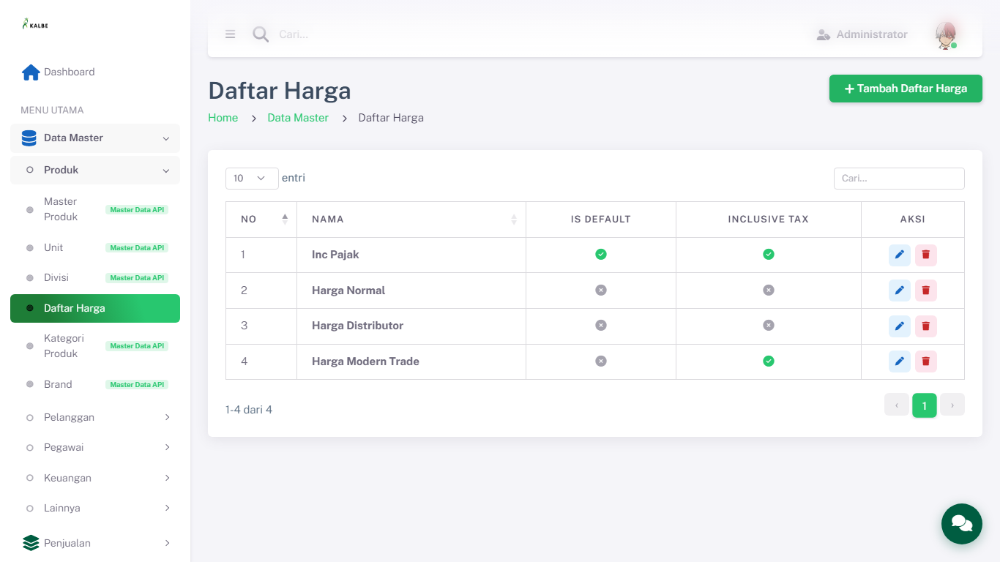 KALBE
Cari...
Administrator
Dashboard
MENU UTAMA
Data Master
Produk
Master Produk
Master Data API
Unit
Master Data API
Divisi
Master Data API
Daftar Harga
Kategori Produk
Master Data API
Brand
Master Data API
Pelanggan
Pegawai
Keuangan
Lainnya
Penjualan
Daftar Harga
Tambah Daftar Harga
Home > Data Master > Daftar Harga
10 entri
Cari...
NO NAMA IS DEFAULT INCLUSIVE TAX AKSI
1 Inc Pajak
2 Harga Normal
3 Harga Distributor
4 Harga Modern Trade
1-4 dari 4
‹ 1 ›